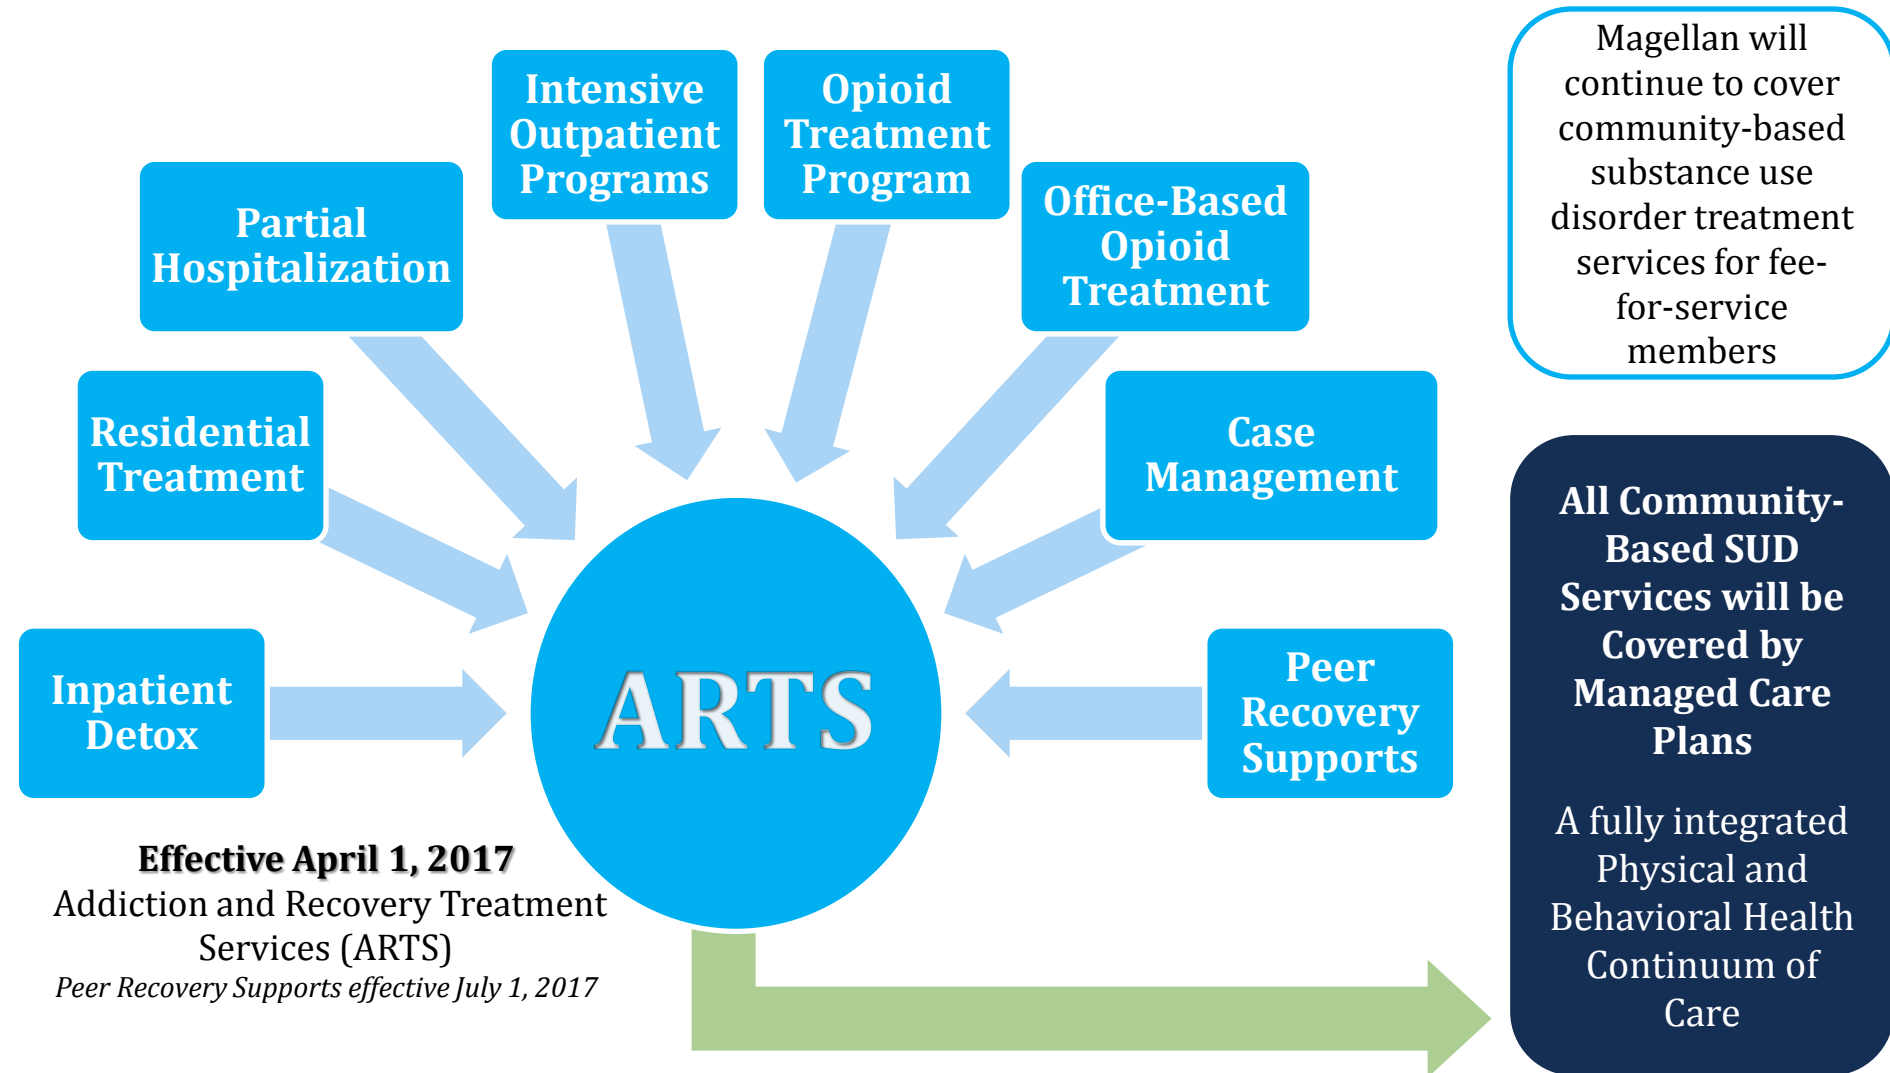 Intensive
Outpatient
Programs
Opioid
Treatment
Program
Partial
Hospitalization
Office-Based
Opioid
Treatment
Residential
Treatment
Case
Management
Inpatient
Detox
ARTS
Peer
Recovery
Supports
Effective April 1, 2017
Addiction and Recovery Treatment
Services (ARTS)
Peer Recovery Supports effective July 1, 2017
Magellan will
continue to cover
community-based
substance use
disorder treatment
services for fee-
for-service
members
All Community-
Based SUD
Services will be
Covered by
Managed Care
Plans
A fully integrated
Physical and
Behavioral Health
Continuum of
Care